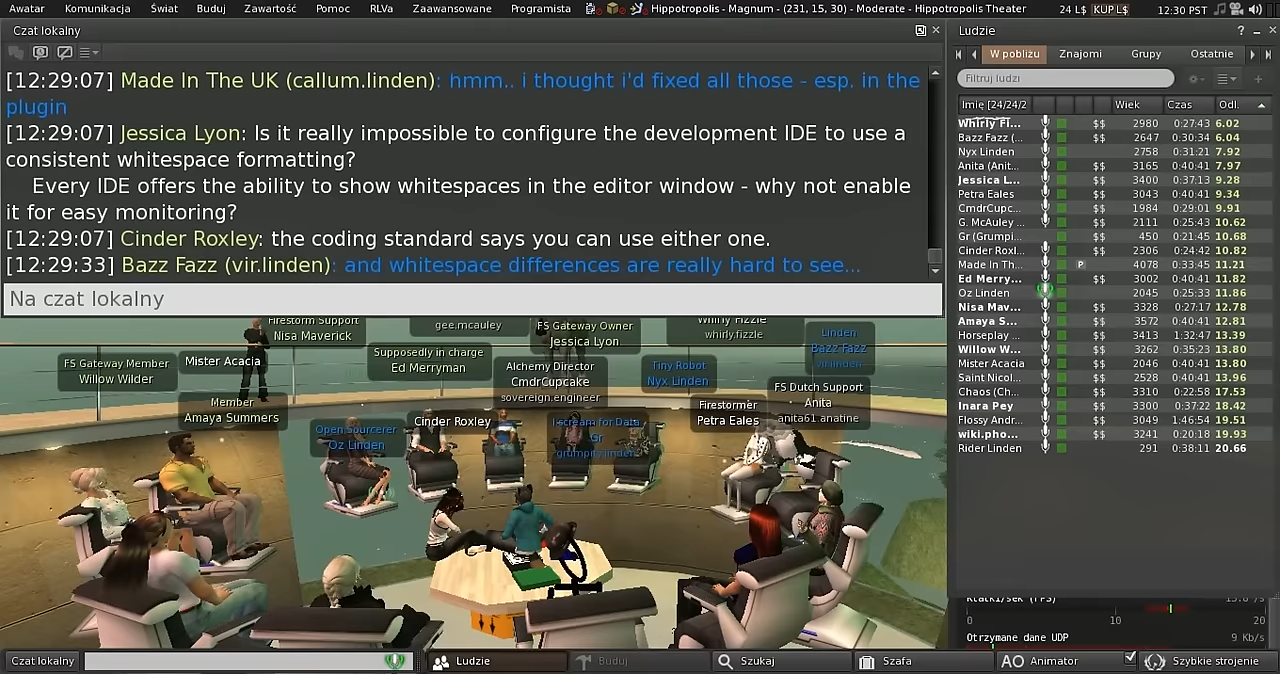 Awatar Komunikacja Świat Buduj Zawartość Pomoc RLVa Zaawansowane Programista Hippotropolis - Magnum - (231, 15, 30) - Moderate - Hippotropolis Theater 24 L$ KUP L$ 12:30 PST
Czat lokalny
[12:29:07] Made In The UK (callum.linden): hmm.. i thought i'd fixed all those - esp. in the
plugin
[12:29:07] Jessica Lyon: Is it really impossible to configure the development IDE to use a
consistent whitespace formatting?
Every IDE offers the ability to show whitespaces in the editor window - why not enable
it for easy monitoring?
[12:29:07] Cinder Roxley: the coding standard says you can use either one.
[12:29:33] Bazz Fazz (vir.linden): and whitespace differences are really hard to see...
Na czat lokalny
Firestorm Support
Nisa Maverick
gee.mcauley
FS Gateway Owner
Jessica Lyon
Whirly Fizzle
whirly.fizzle
Linden
Bazz Fazz
vir.linden
FS Gateway Member
Willow Wilder
Mister Acacia
Supposedly in charge
Ed Merryman
Alchemy Director
CmdrCupcake
sovereign.engineer
Tiny Robot
Nyx Linden
FS Dutch Support
Anita
anita61.anatine
Member
Amaya Summers
Open Sourcerer
Oz Linden
Cinder Roxley
I scream for Data
Gr
grumpity.linden
Firestormer
Petra Eales
Ludzie
W pobliżu Znajomi Grupy Ostatnie
Filtruj ludzi
Imię [24/24/2 Wiek Czas Odl.
Whirly Fi... $$ 2980 0:27:43 6.02
Bazz Fazz (... $$ 2647 0:30:34 6.04
Nyx Linden 2758 0:31:21 7.92
Anita (Anit... $$ 3165 0:40:41 7.97
Jessica L... $$ 3400 0:37:13 9.28
Petra Eales $$ 3043 0:40:41 9.34
CmdrCupc... $$ 1984 0:29:01 9.91
G. McAuley ... $$ 2111 0:25:43 10.62
Gr (Grumpi... $$ 450 0:21:45 10.68
Cinder Roxl... $$ 2306 0:24:42 10.82
Made In Th... P 4078 0:33:45 11.21
Ed Merry... $$ 3002 0:40:41 11.82
Oz Linden 2045 0:25:33 11.86
Nisa Mav... $$ 3328 0:27:17 12.78
Amaya S... $$ 3572 0:40:41 12.81
Horseplay ... $$ 3413 1:32:47 13.39
Willow W... $$ 3262 0:35:23 13.80
Mister Acacia $$ 2046 0:40:41 13.80
Saint Nicol... $$ 2528 0:40:41 13.96
Chaos (Ch... $$ 3310 0:22:58 17.53
Inara Pey $$ 3300 0:37:22 18.42
Flossy Andr... $$ 3049 1:46:54 19.51
wiki.pho... $$ 3241 0:20:18 19.93
Rider Linden 291 0:38:11 20.66
Klatki/sek (FPS) 13.8 /s
0 10 20
Otrzymane dane UDP 9 Kb/s
Czat lokalny Ludzie Buduj Szukaj Szafa AO Animator Szybkie strojenie